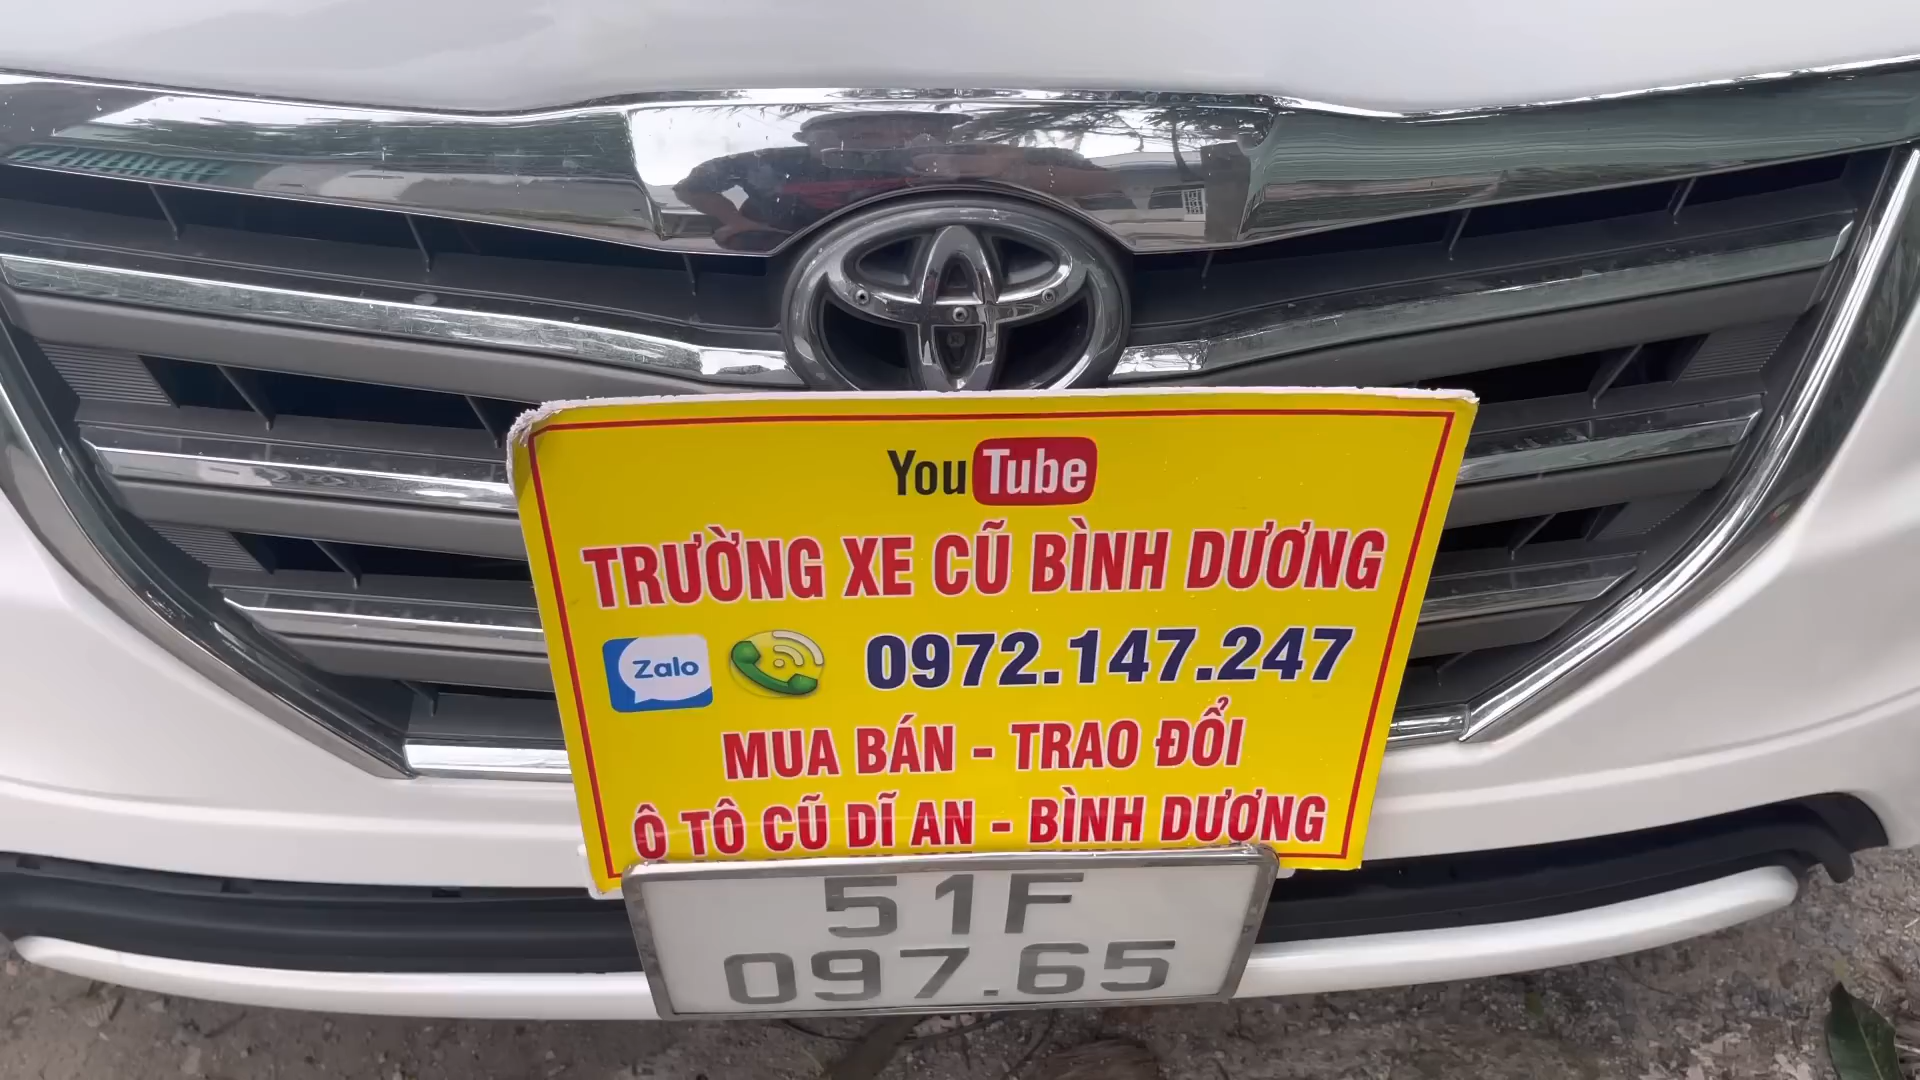 YouTube
TRƯỜNG XE CŨ BÌNH DƯƠNG
Zalo
0972.147.247
MUA BÁN - TRAO ĐỔI
Ô TÔ CŨ DĨ AN - BÌNH DƯƠNG
51F
097.65